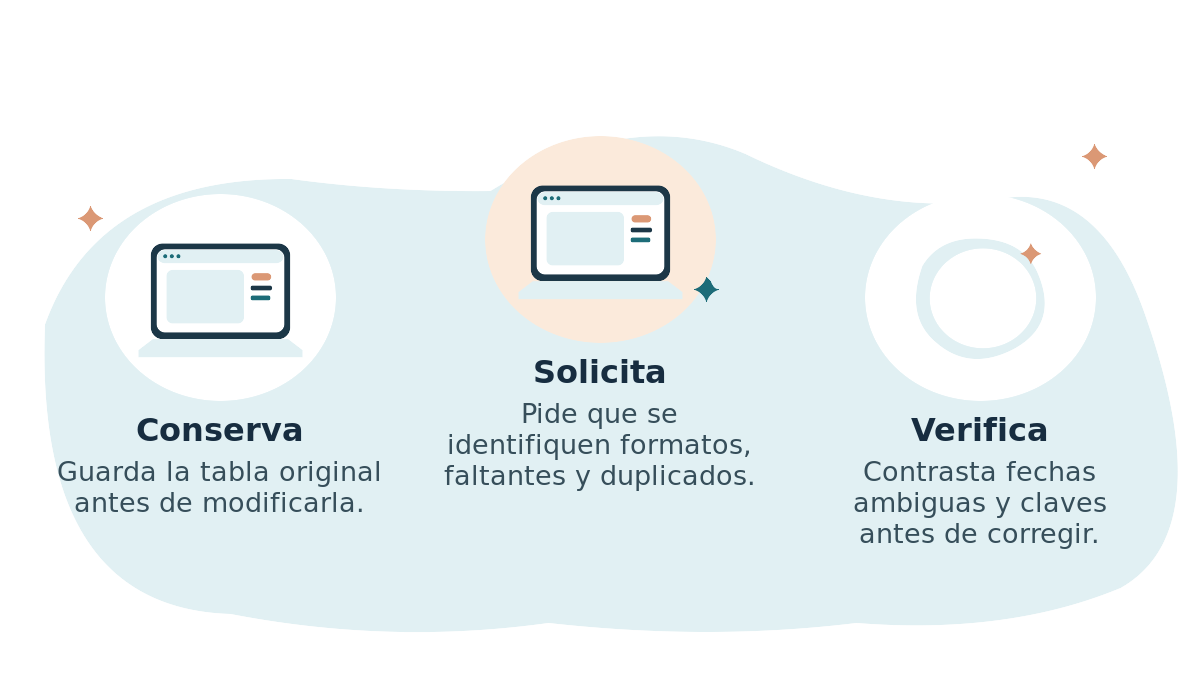 Conserva
Guarda la tabla original
antes de modificarla.
Solicita
Pide que se
identifiquen formatos,
faltantes y duplicados.
Verifica
Contrasta fechas
ambiguas y claves
antes de corregir.